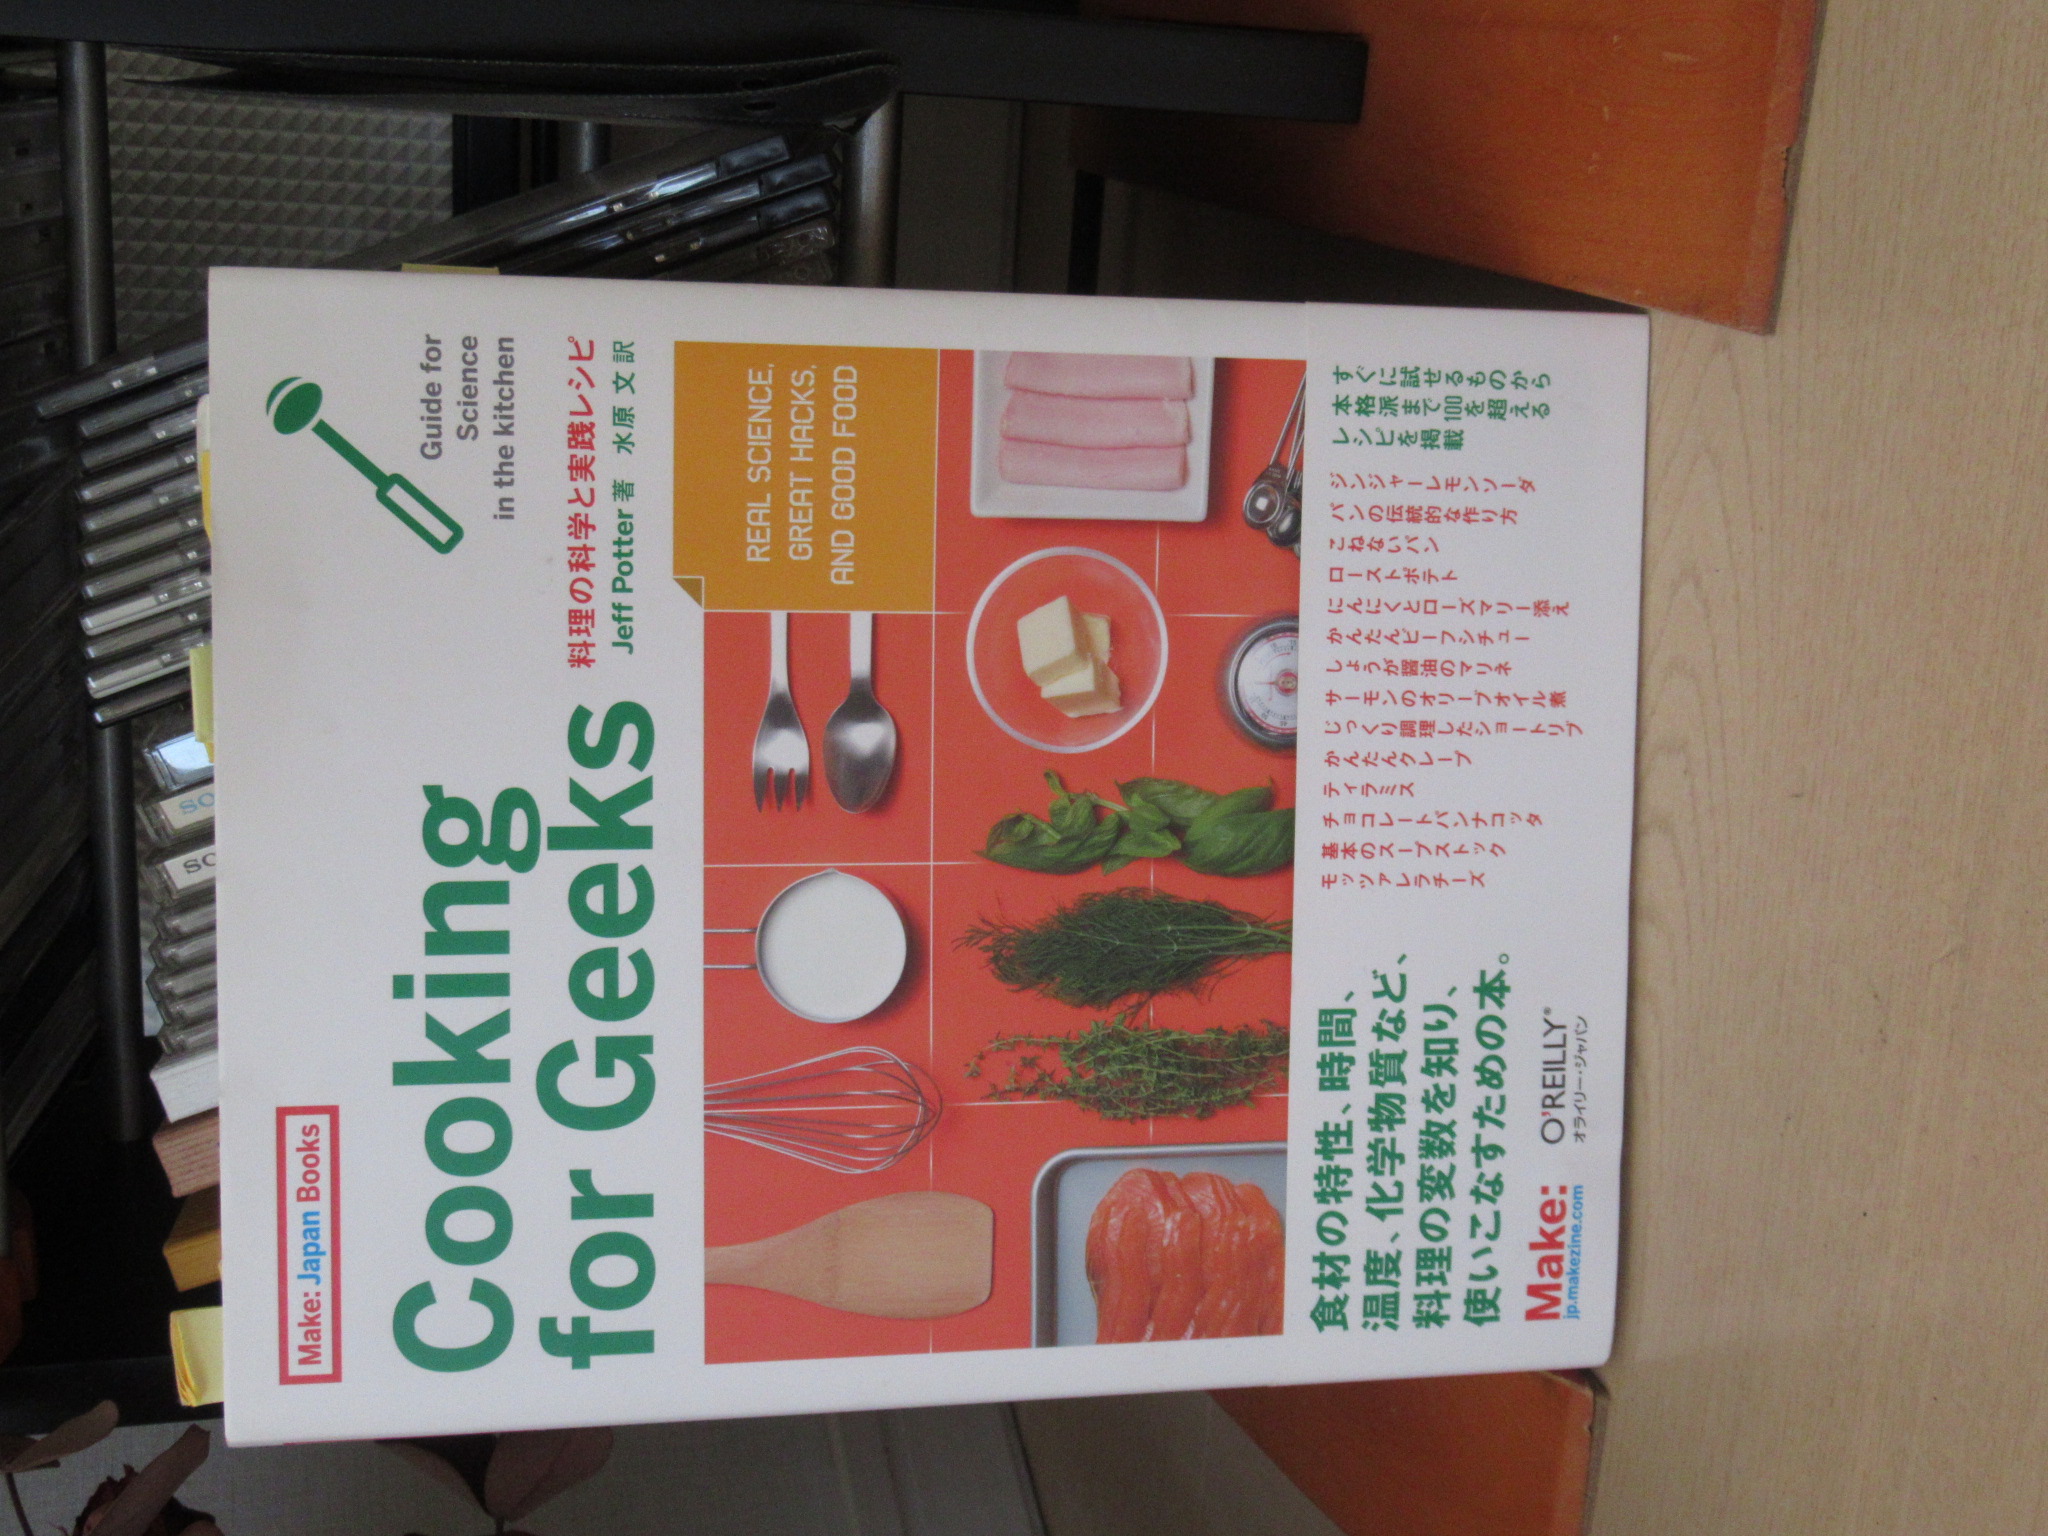 Make: Japan Books
Guide for
Science
in the kitchen
Cooking
for Geeks
料理の科学と実践レシピ
Jeff Potter 著 水原 文 訳
REAL SCIENCE,
GREAT HACKS,
AND GOOD FOOD
食材の特性、時間、
温度、化学物質など、
料理の変数を知り、
使いこなすための本。
モッツァレラチーズ
基本のスープストック
チョコレートパンナコッタ
ティラミス
かんたんクレープ
じっくり調理したショートリブ
サーモンのオリーブオイル煮
しょうが醤油のマリネ
かんたんビーフシチュー
にんにくとローズマリー添え
ローストポテト
こねないパン
パンの伝統的な作り方
ジンジャーレモンソーダ
すぐに試せるものから
本格派まで100を超える
レシピを掲載
Make:
jp.makezine.com
O'REILLY®
オライリー・ジャパン